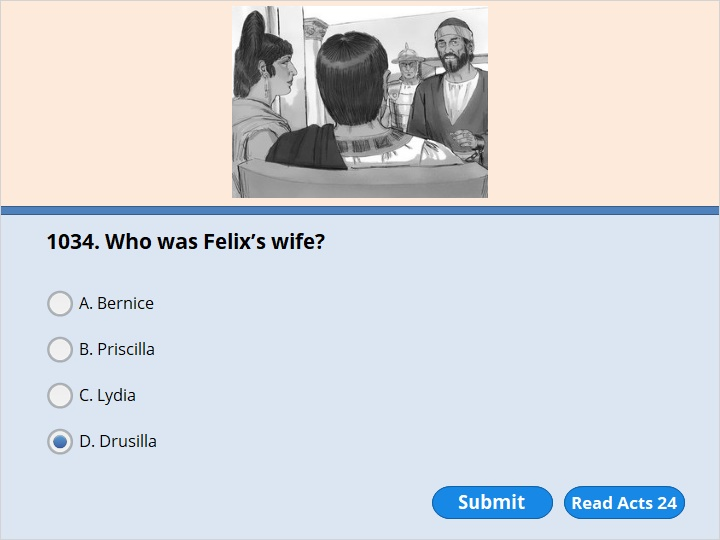 1034. Who was Felix’s wife?
A. Bernice
B. Priscilla
C. Lydia
D. Drusilla
Submit
Read Acts 24